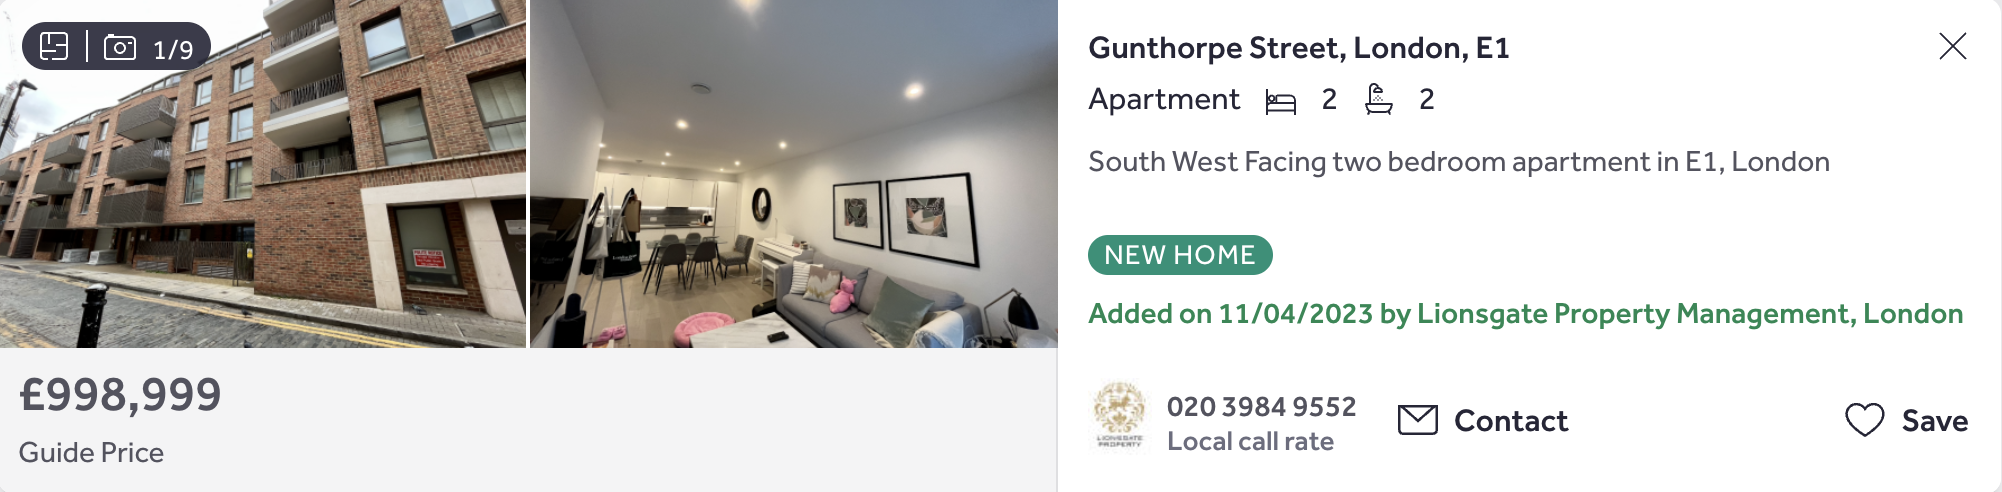 1/9
Gunthorpe Street, London, E1
Apartment 2 2
South West Facing two bedroom apartment in E1, London
NEW HOME
Added on 11/04/2023 by Lionsgate Property Management, London
£998,999
Guide Price
LIONSGATE
PROPERTY
020 3984 9552
Local call rate
Contact
Save